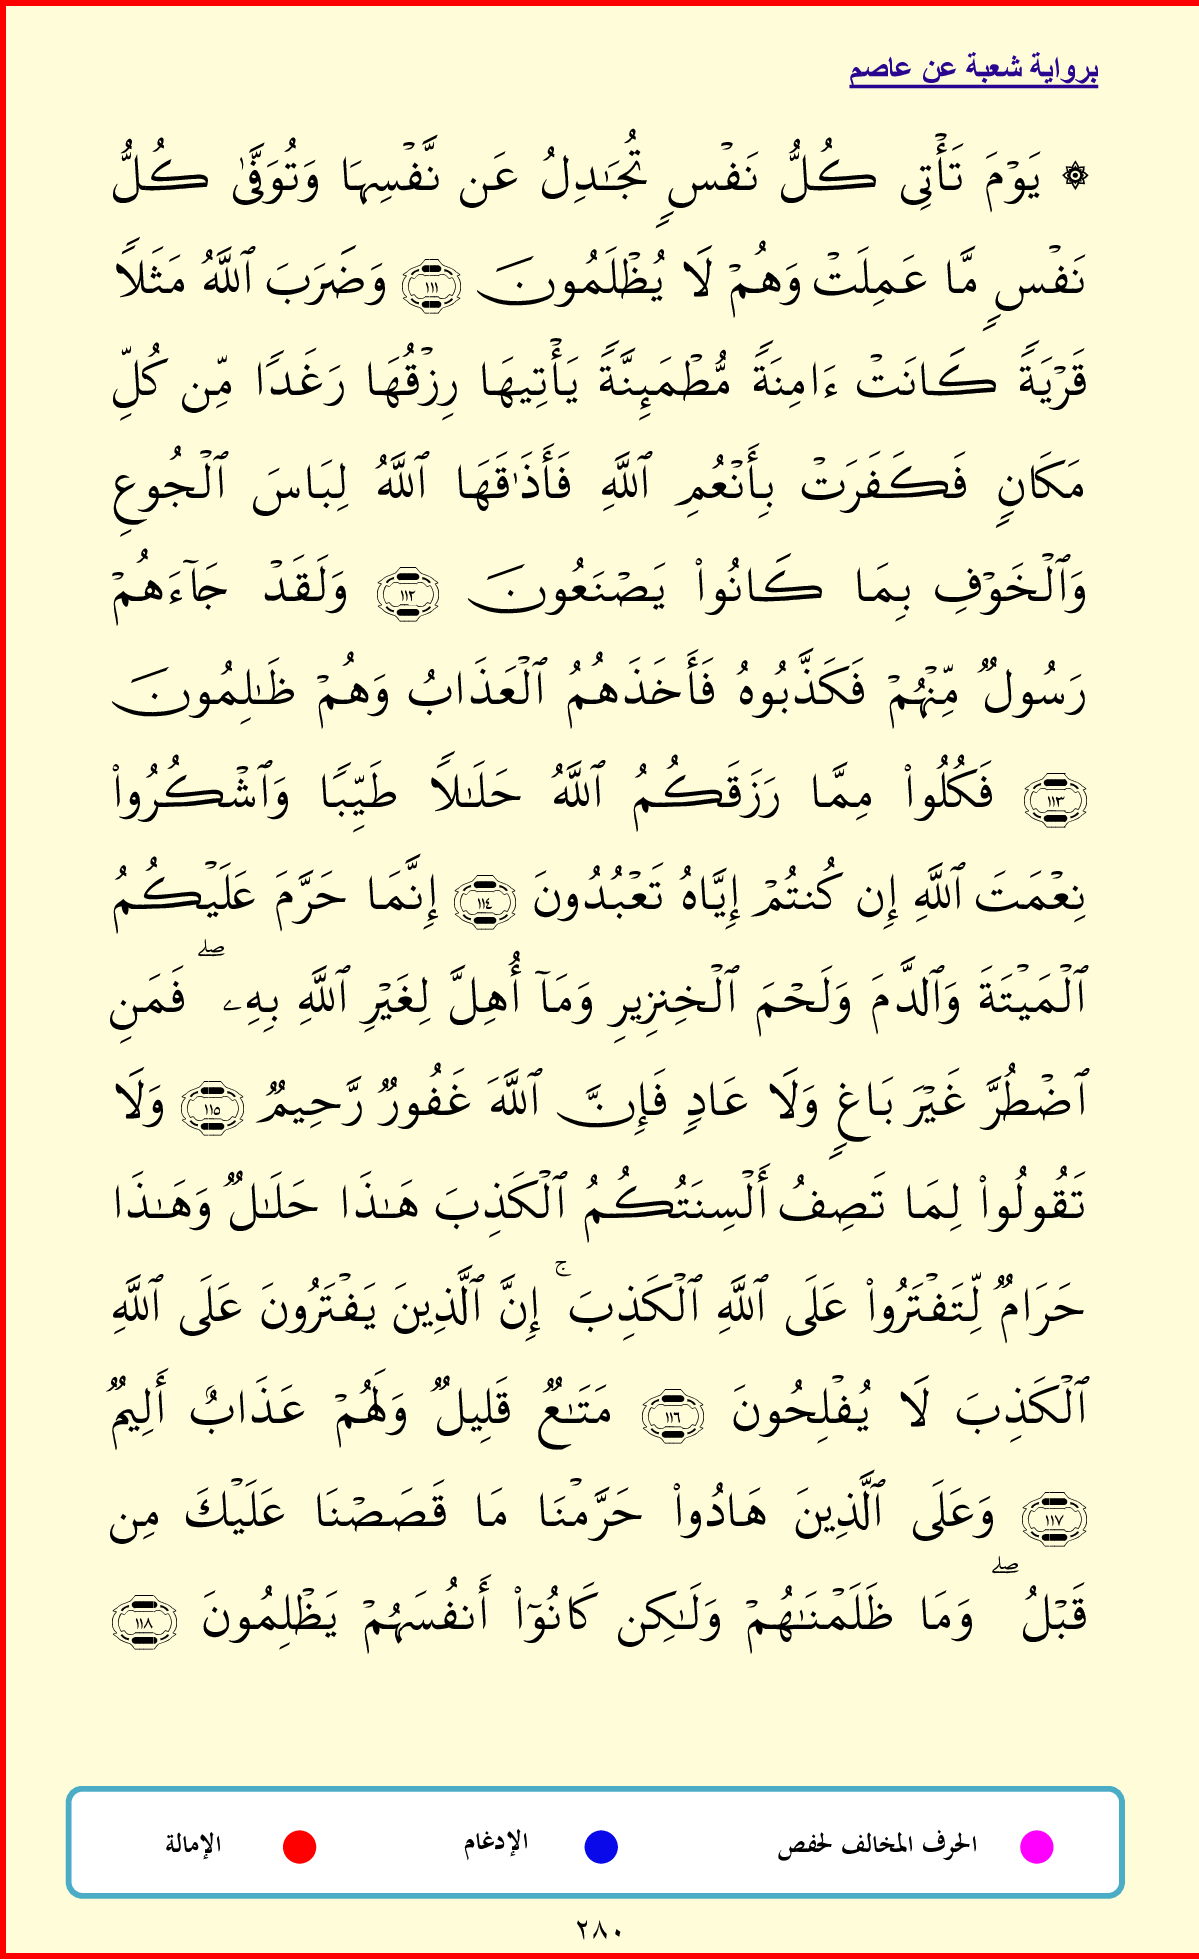 برواية شعبة عن عاصم
۞ يَوْمَ تَأْتِى كُلُّ نَفْسٍ تُجَـٰدِلُ عَن نَّفْسِهَا وَتُوَفَّىٰ كُلُّ
نَفْسٍ مَّا عَمِلَتْ وَهُمْ لَا يُظْلَمُونَ ١١١ وَضَرَبَ ٱللَّهُ مَثَلًا
قَرْيَةً كَانَتْ ءَامِنَةً مُّطْمَئِنَّةً يَأْتِيهَا رِزْقُهَا رَغَدًا مِّن كُلِّ
مَكَانٍ فَكَفَرَتْ بِأَنْعُمِ ٱللَّهِ فَأَذَٰقَهَا ٱللَّهُ لِبَاسَ ٱلْجُوعِ
وَٱلْخَوْفِ بِمَا كَانُوا۟ يَصْنَعُونَ ١١٢ وَلَقَدْ جَآءَهُمْ
رَسُولٌ مِّنْهُمْ فَكَذَّبُوهُ فَأَخَذَهُمُ ٱلْعَذَابُ وَهُمْ ظَـٰلِمُونَ
١١٣ فَكُلُوا۟ مِمَّا رَزَقَكُمُ ٱللَّهُ حَلَـٰلًا طَيِّبًا وَٱشْكُرُوا۟
نِعْمَتَ ٱللَّهِ إِن كُنتُمْ إِيَّاهُ تَعْبُدُونَ ١١٤ إِنَّمَا حَرَّمَ عَلَيْكُمُ
ٱلْمَيْتَةَ وَٱلدَّمَ وَلَحْمَ ٱلْخِنزِيرِ وَمَآ أُهِلَّ لِغَيْرِ ٱللَّهِ بِهِۦ ۖ فَمَنِ
ٱضْطُرَّ غَيْرَ بَاغٍ وَلَا عَادٍ فَإِنَّ ٱللَّهَ غَفُورٌ رَّحِيمٌ ١١٥ وَلَا
تَقُولُوا۟ لِمَا تَصِفُ أَلْسِنَتُكُمُ ٱلْكَذِبَ هَـٰذَا حَلَـٰلٌ وَهَـٰذَا
حَرَامٌ لِّتَفْتَرُوا۟ عَلَى ٱللَّهِ ٱلْكَذِبَ ۚ إِنَّ ٱلَّذِينَ يَفْتَرُونَ عَلَى ٱللَّهِ
ٱلْكَذِبَ لَا يُفْلِحُونَ ١١٦ مَتَـٰعٌ قَلِيلٌ وَلَهُمْ عَذَابٌ أَلِيمٌ
١١٧ وَعَلَى ٱلَّذِينَ هَادُوا۟ حَرَّمْنَا مَا قَصَصْنَا عَلَيْكَ مِن
قَبْلُ ۖ وَمَا ظَلَمْنَـٰهُمْ وَلَـٰكِن كَانُوٓا۟ أَنفُسَهُمْ يَظْلِمُونَ ١١٨
الحرف المخالف لحفص الإدغام الإمالة
٢٨٠